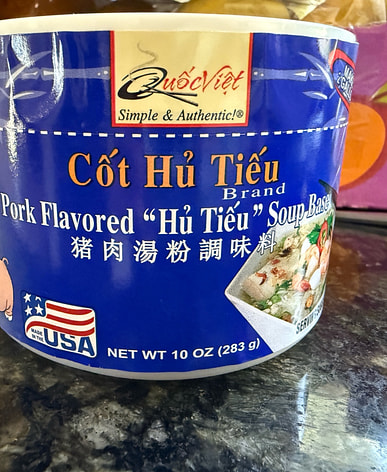 QuốcViệt
Simple & Authentic!®
Cốt Hủ Tiếu
Brand
Pork Flavored "Hủ Tiếu" Soup Base
猪肉湯粉調味料
MADE
IN THE
USA
NET WT 10 OZ (283 g)